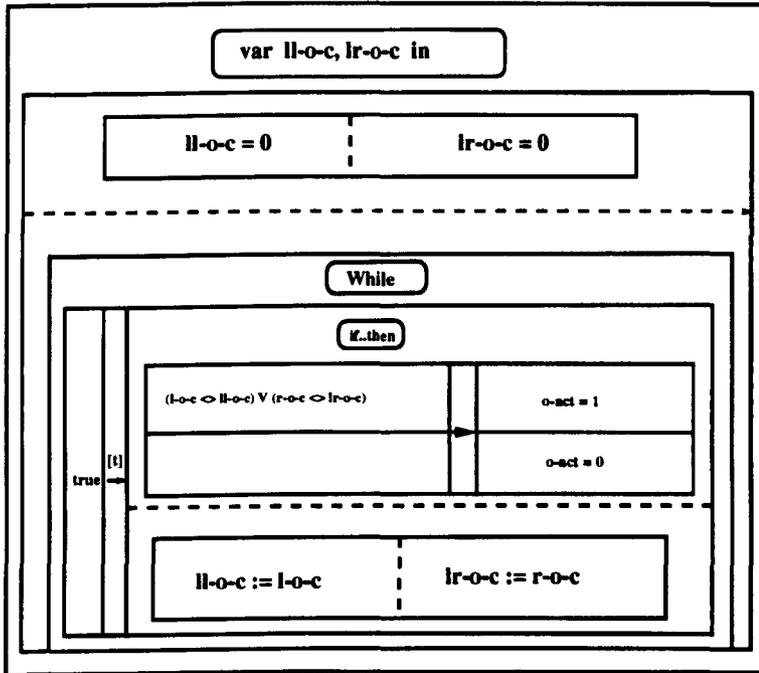 var ll-o-c, lr-o-c in
ll-o-c = 0
lr-o-c = 0
While
if..then
(l-o-c <> ll-o-c) V (r-o-c <> lr-o-c)
o-act = 1
[t]
true
o-act = 0
ll-o-c := l-o-c
lr-o-c := r-o-c